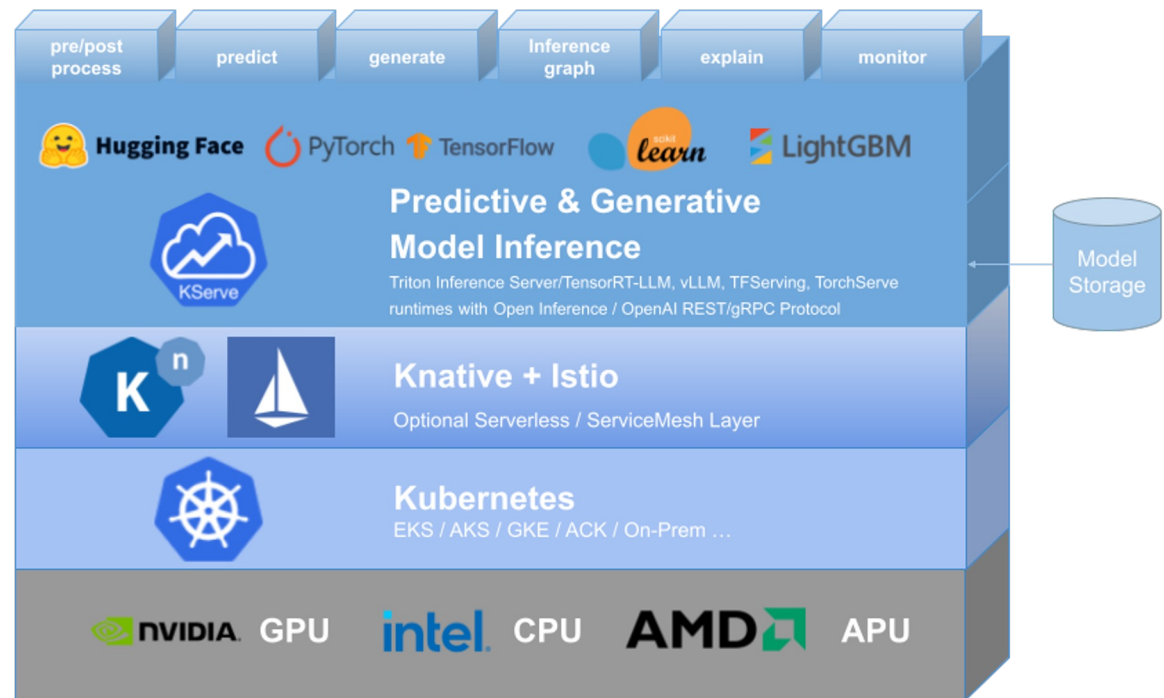 pre/post
process
predict
generate
Inference
graph
explain
monitor
Hugging Face
PyTorch
TensorFlow
scikit
learn
LightGBM
KServe
Predictive & Generative
Model Inference
Triton Inference Server/TensorRT-LLM, vLLM, TFServing, TorchServe
runtimes with Open Inference / OpenAI REST/gRPC Protocol
Model
Storage
K
n
Knative + Istio
Optional Serverless / ServiceMesh Layer
Kubernetes
EKS / AKS / GKE / ACK / On-Prem …
NVIDIA. GPU
intel. CPU
AMD APU